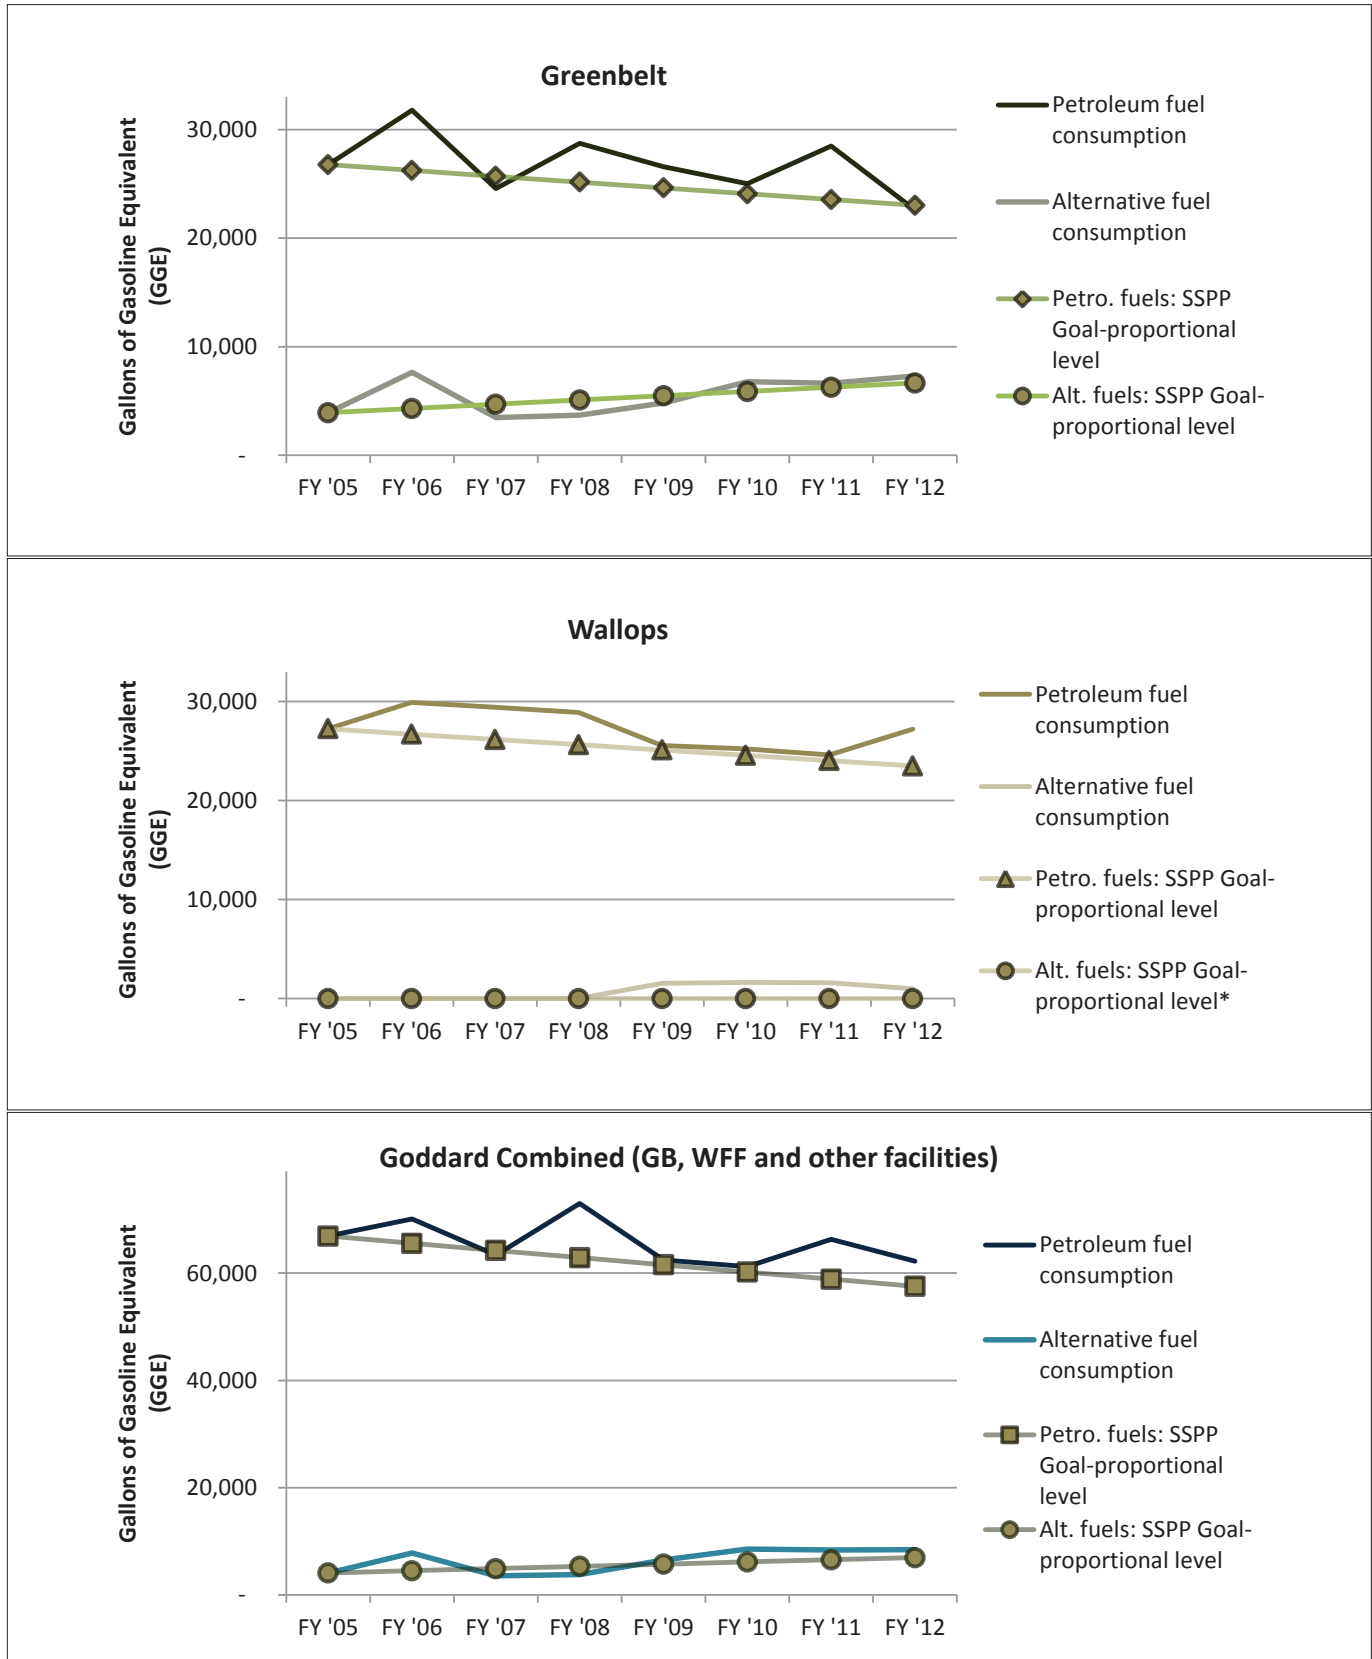 Greenbelt
Gallons of Gasoline Equivalent
(GGE)
30,000
20,000
10,000
-
FY '05 FY '06 FY '07 FY '08 FY '09 FY '10 FY '11 FY '12
Petroleum fuel
consumption
Alternative fuel
consumption
Petro. fuels: SSPP
Goal-proportional
level
Alt. fuels: SSPP Goal-
proportional level
Wallops
Gallons of Gasoline Equivalent
(GGE)
30,000
20,000
10,000
-
FY '05 FY '06 FY '07 FY '08 FY '09 FY '10 FY '11 FY '12
Petroleum fuel
consumption
Alternative fuel
consumption
Petro. fuels: SSPP Goal-
proportional level
Alt. fuels: SSPP Goal-
proportional level*
Goddard Combined (GB, WFF and other facilities)
Gallons of Gasoline Equivalent
(GGE)
60,000
40,000
20,000
-
FY '05 FY '06 FY '07 FY '08 FY '09 FY '10 FY '11 FY '12
Petroleum fuel
consumption
Alternative fuel
consumption
Petro. fuels: SSPP
Goal-proportional
level
Alt. fuels: SSPP Goal-
proportional level